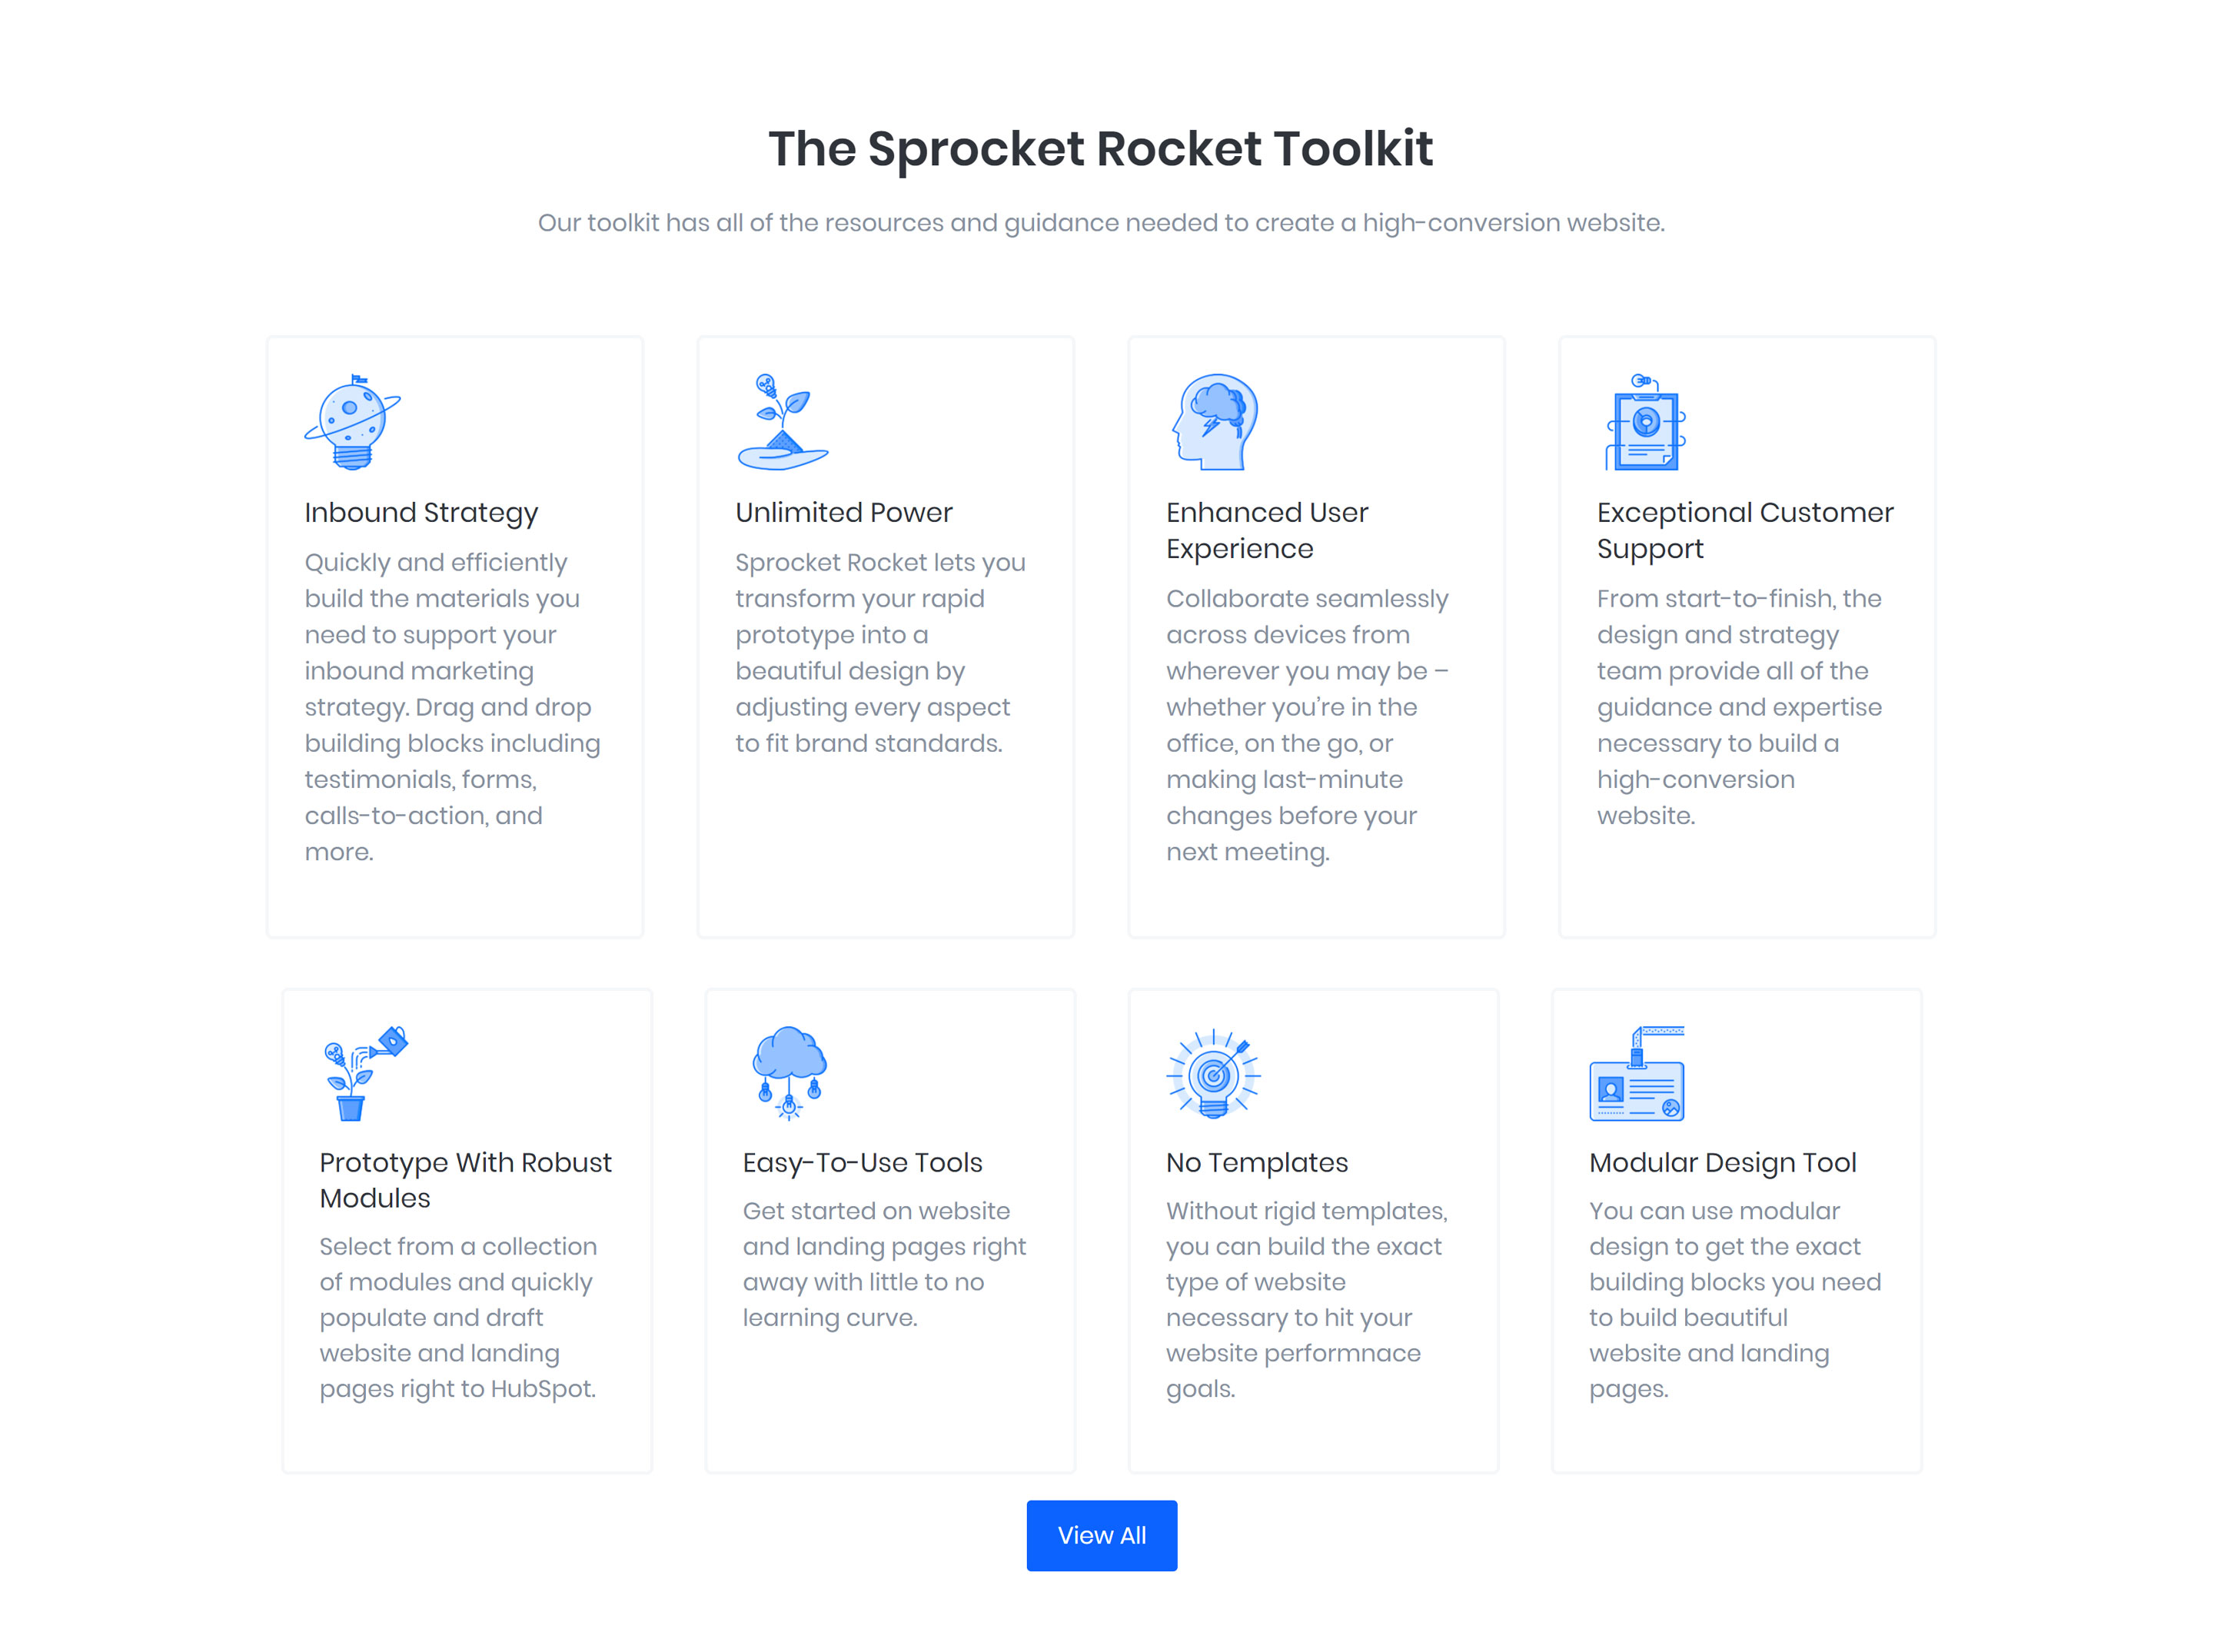 The Sprocket Rocket Toolkit
Our toolkit has all of the resources and guidance needed to create a high-conversion website.
Inbound Strategy
Quickly and efficiently
build the materials you
need to support your
inbound marketing
strategy. Drag and drop
building blocks including
testimonials, forms,
calls-to-action, and
more.
Unlimited Power
Sprocket Rocket lets you
transform your rapid
prototype into a
beautiful design by
adjusting every aspect
to fit brand standards.
Enhanced User
Experience
Collaborate seamlessly
across devices from
wherever you may be –
whether you’re in the
office, on the go, or
making last-minute
changes before your
next meeting.
Exceptional Customer
Support
From start-to-finish, the
design and strategy
team provide all of the
guidance and expertise
necessary to build a
high-conversion
website.
Prototype With Robust
Modules
Select from a collection
of modules and quickly
populate and draft
website and landing
pages right to HubSpot.
Easy-To-Use Tools
Get started on website
and landing pages right
away with little to no
learning curve.
No Templates
Without rigid templates,
you can build the exact
type of website
necessary to hit your
website performnace
goals.
Modular Design Tool
You can use modular
design to get the exact
building blocks you need
to build beautiful
website and landing
pages.
View All